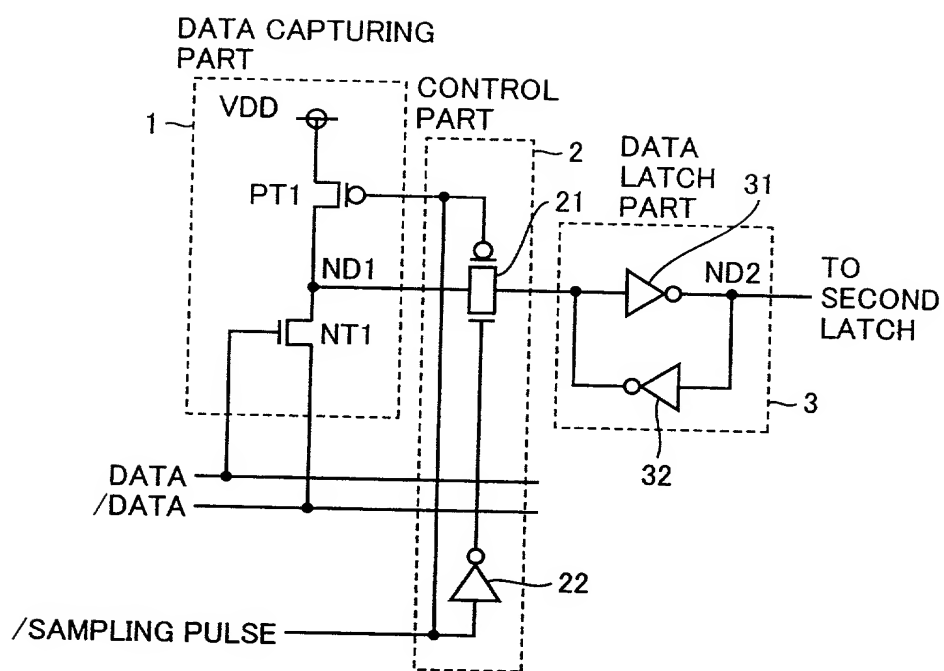 DATA CAPTURING
PART
CONTROL
PART
1
VDD
2
DATA
LATCH
PART
31
PT1
21
ND1
ND2
TO
SECOND
LATCH
NT1
3
32
DATA
/DATA
22
/SAMPLING PULSE